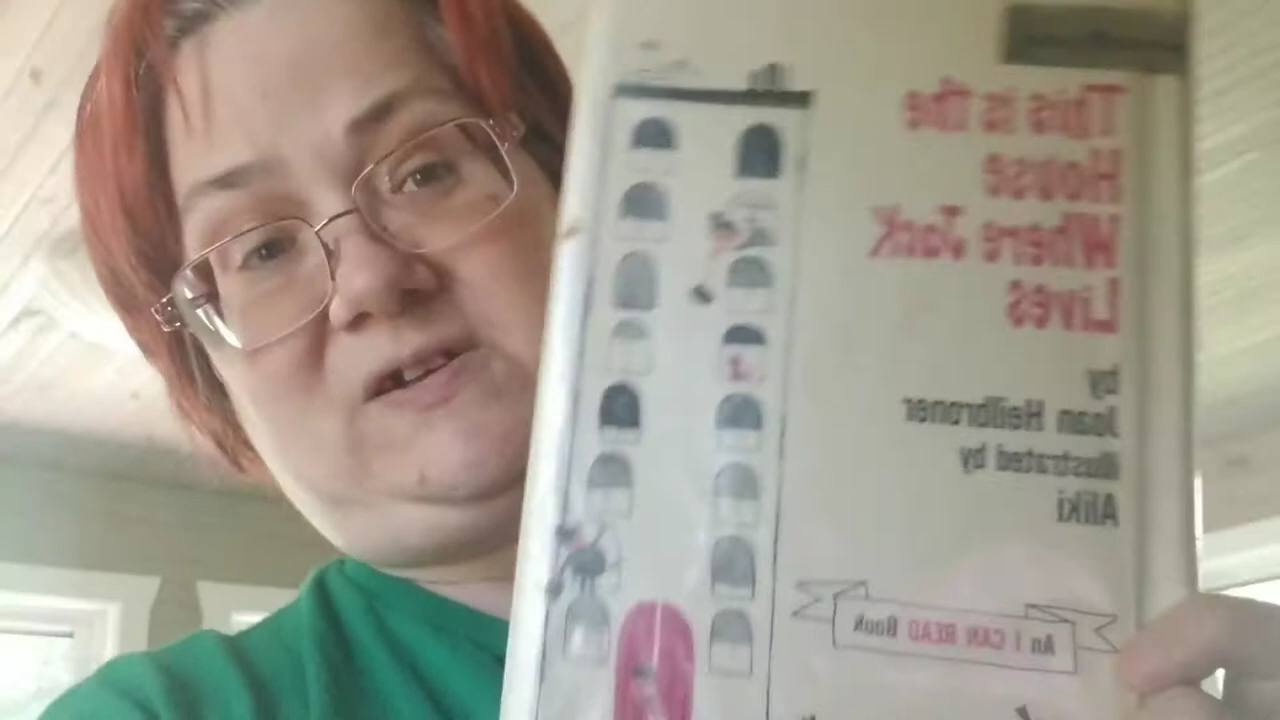 This is the
House
Where Jack
Lives
by
Joan Heilbroner
Illustrated by
Aliki
An I CAN READ Book